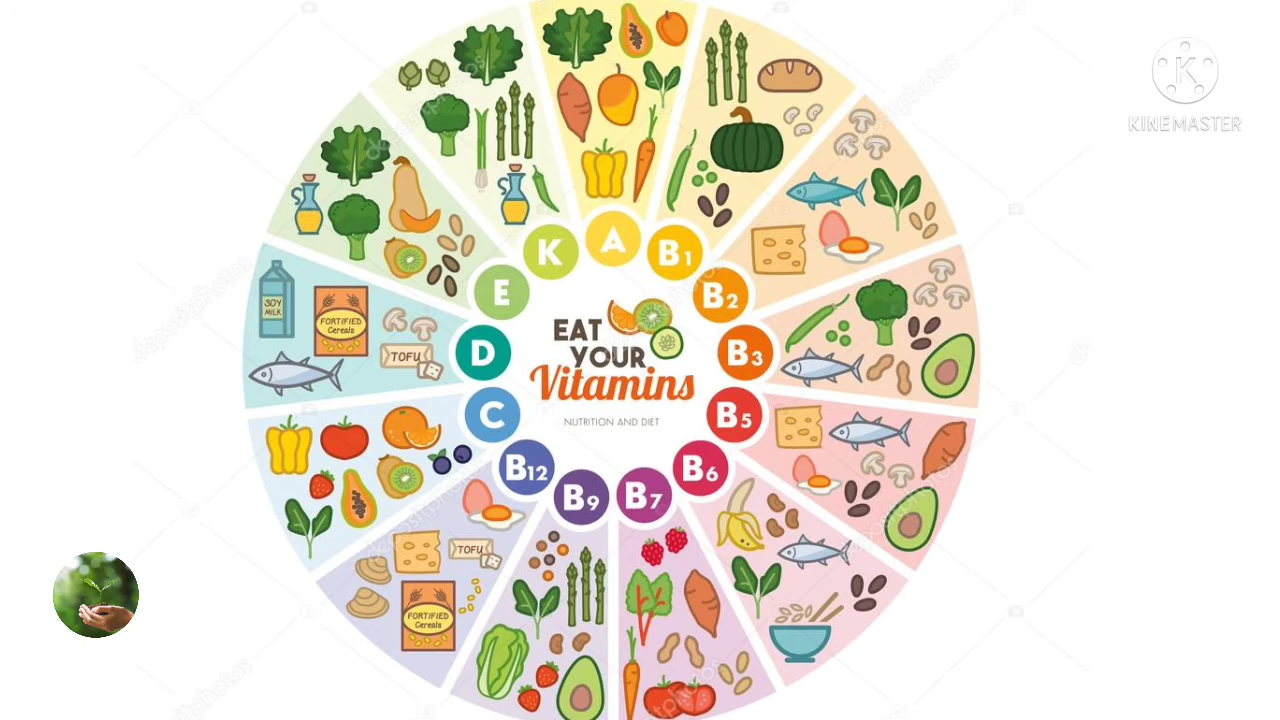 KINEMASTER
K
A
B1
B2
B3
B5
B6
B7
B9
B12
C
D
E
K
EAT
YOUR
Vitamins
NUTRITION AND DIET
SOY
MILK
FORTIFIED
Cereals
TOFU
TOFU
FORTIFIED
Cereals
depositphotos